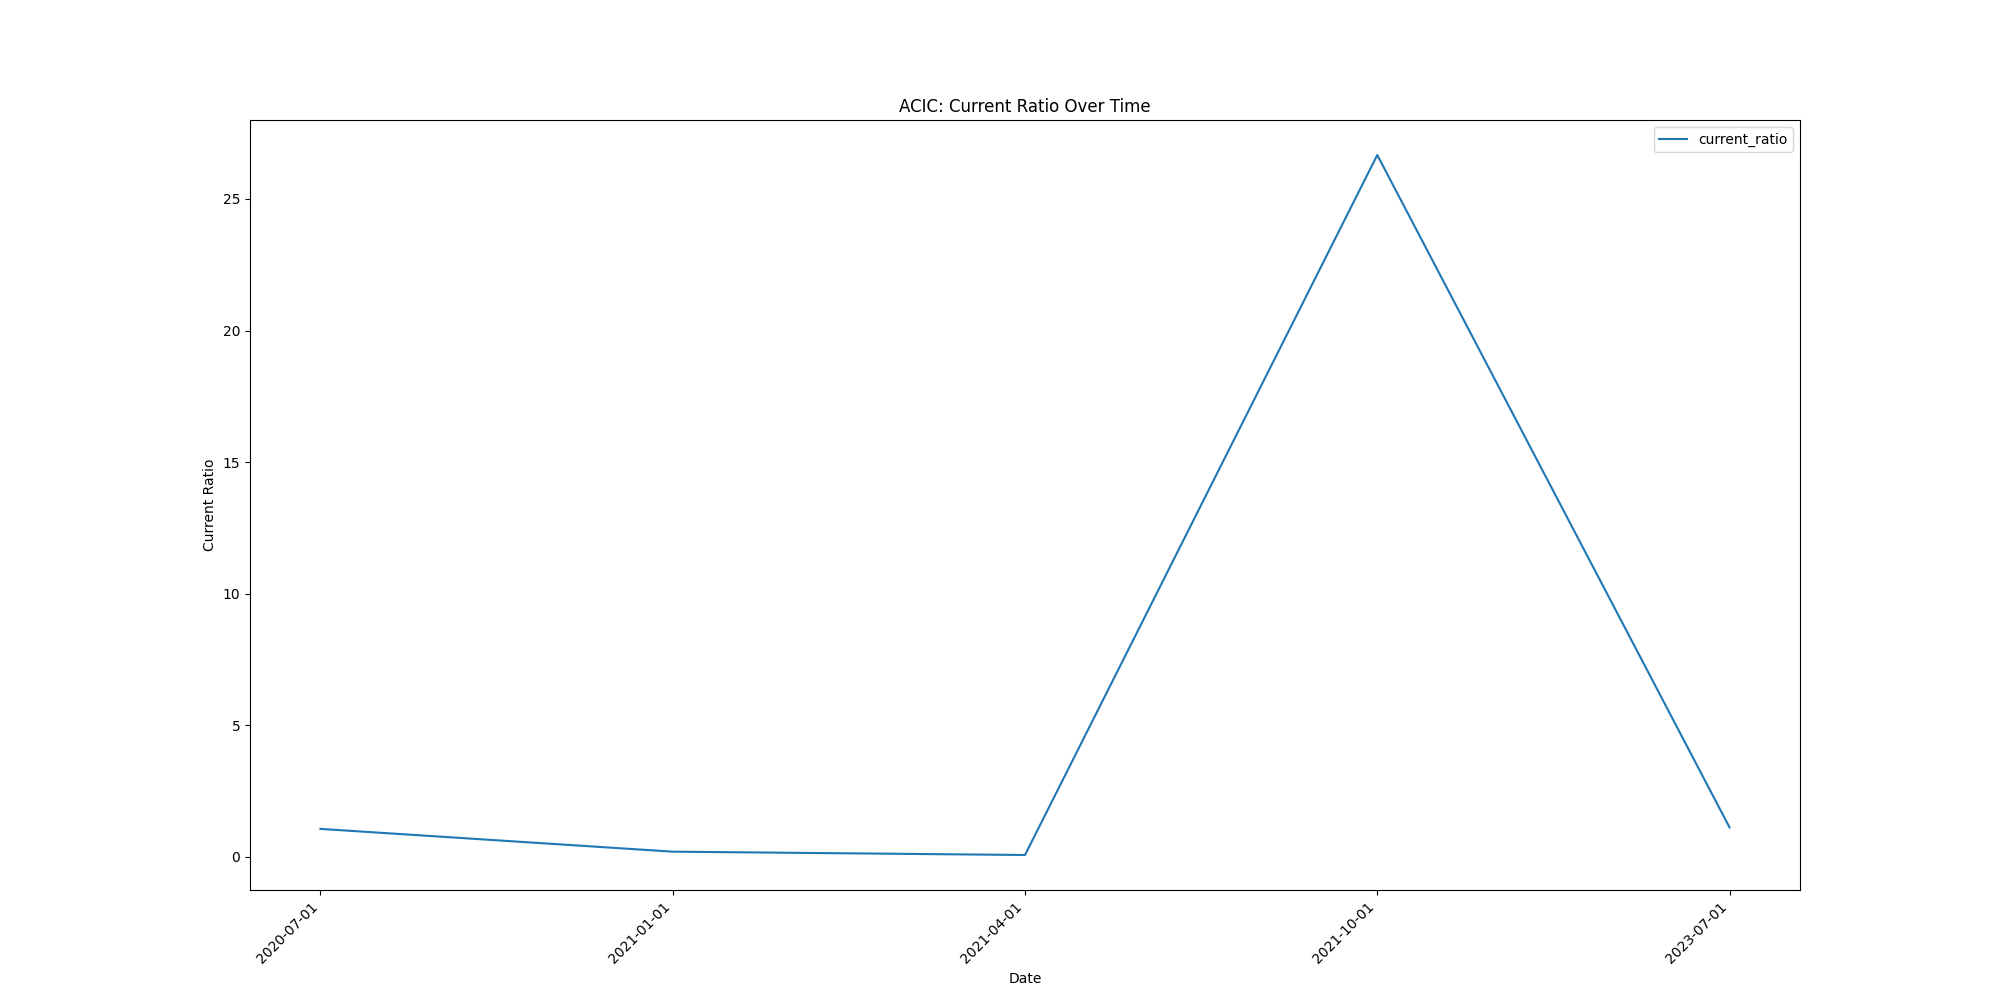 ACIC: Current Ratio Over Time
current_ratio
25
20
15
10
5
0
Current Ratio
2020-07-01
2021-01-01
2021-04-01
2021-10-01
2023-07-01
Date